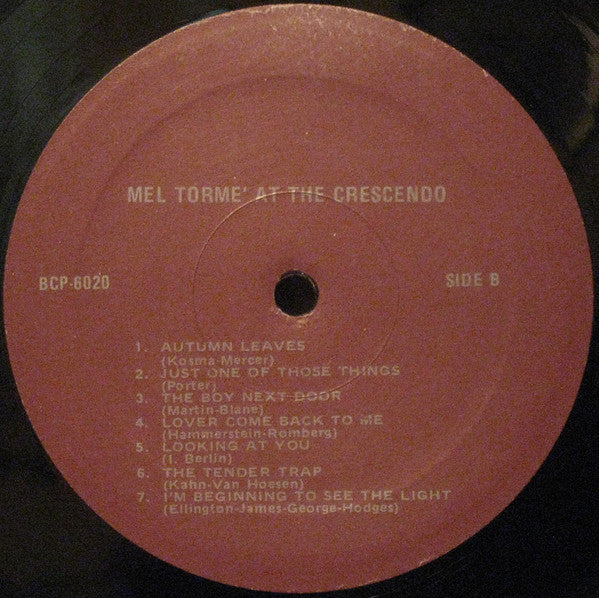 MEL TORME' AT THE CRESCENDO
BCP-6020
SIDE B
1. AUTUMN LEAVES
(Kosma-Mercer)
2. JUST ONE OF THOSE THINGS
(Porter)
3. THE BOY NEXT DOOR
(Martin-Blane)
4. LOVER COME BACK TO ME
(Hammerstein-Romberg)
5. LOOKING AT YOU
(I. Berlin)
6. THE TENDER TRAP
(Kahn-Van Hoesen)
7. I'M BEGINNING TO SEE THE LIGHT
(Ellington-James-George-Hodges)